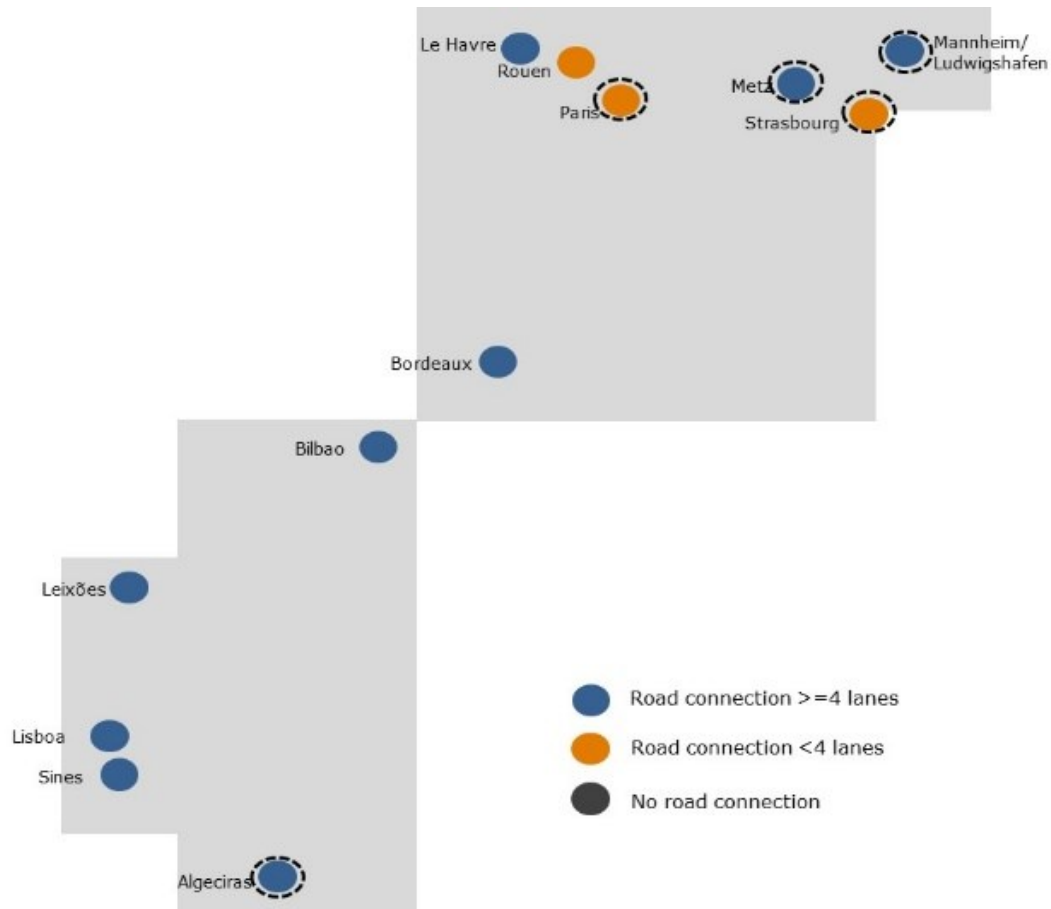 Le Havre
Rouen
Paris
Metz
Mannheim/
Ludwigshafen
Strasbourg
Bordeaux
Bilbao
Leixões
Lisboa
Sines
Algeciras
Road connection >=4 lanes
Road connection <4 lanes
No road connection